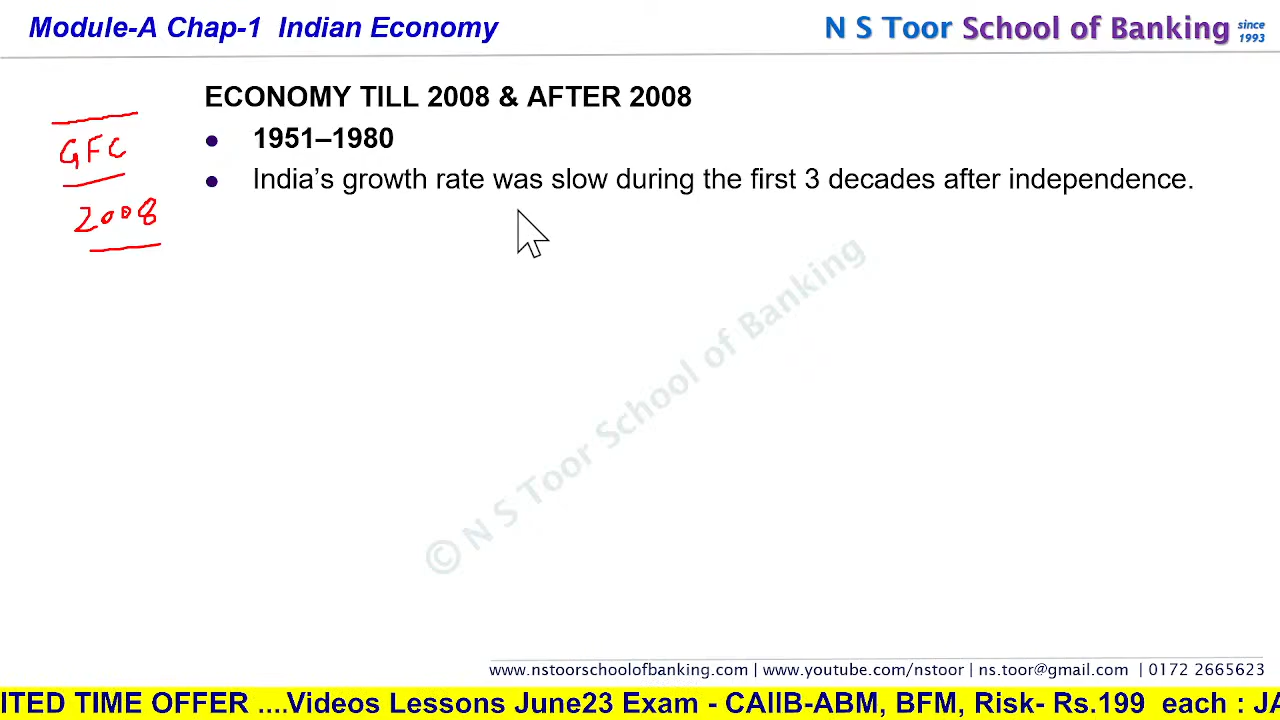 Module-A Chap-1 Indian Economy
N S Toor School of Banking since 1993
ECONOMY TILL 2008 & AFTER 2008
GFC
2008
• 1951–1980
• India’s growth rate was slow during the first 3 decades after independence.
© N S Toor School of Banking
www.nstoorschoolofbanking.com | www.youtube.com/nstoor | ns.toor@gmail.com | 0172 2665623
ITED TIME OFFER ....Videos Lessons June23 Exam - CAIIB-ABM, BFM, Risk- Rs.199 each : JA